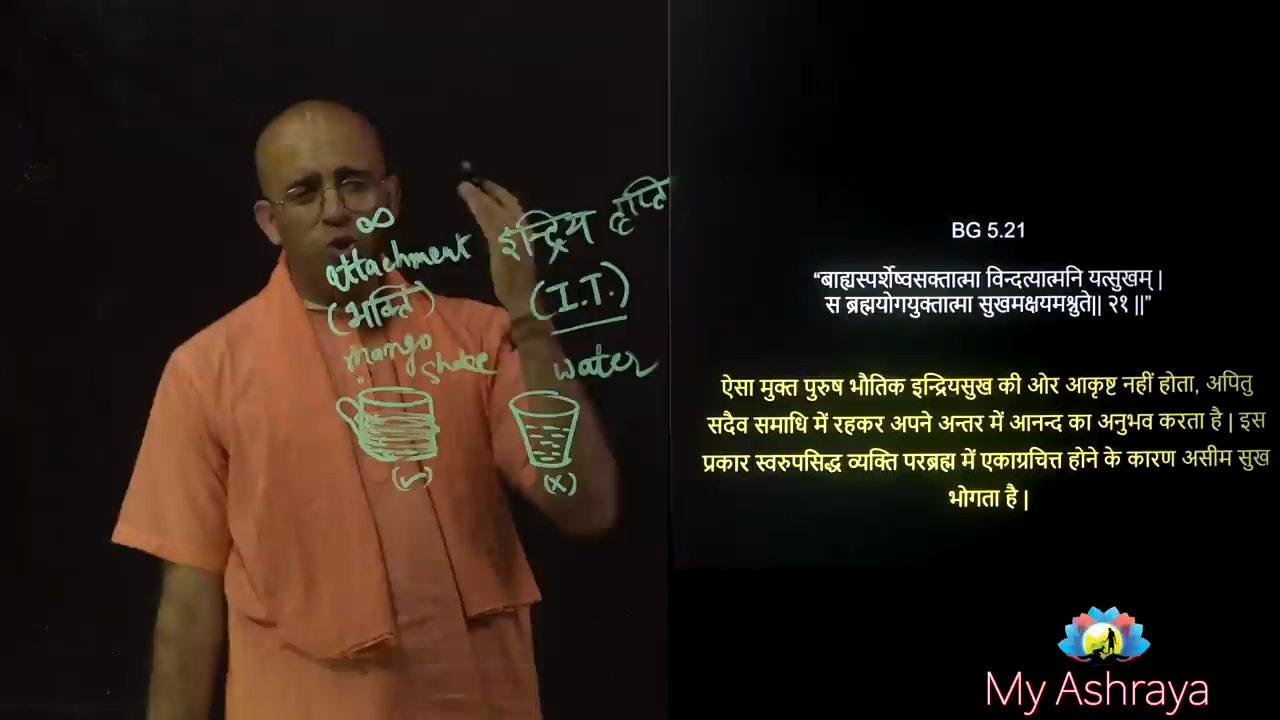 ∞
attachment
(भक्ति)
mango
shake
(✓)
इन्द्रिय तृप्ति
(I.T.)
water
(x)
BG 5.21
“बाह्यस्पर्शेष्वसक्तात्मा विन्दत्यात्मनि यत्सुखम् |
स ब्रह्मयोगयुक्तात्मा सुखमक्षयमश्नुते|| २१ ||”
ऐसा मुक्त पुरुष भौतिक इन्द्रियसुख की ओर आकृष्ट नहीं होता, अपितु
सदैव समाधि में रहकर अपने अन्तर में आनन्द का अनुभव करता है | इस
प्रकार स्वरुपसिद्ध व्यक्ति परब्रह्म में एकाग्रचित्त होने के कारण असीम सुख
भोगता है |
My Ashraya